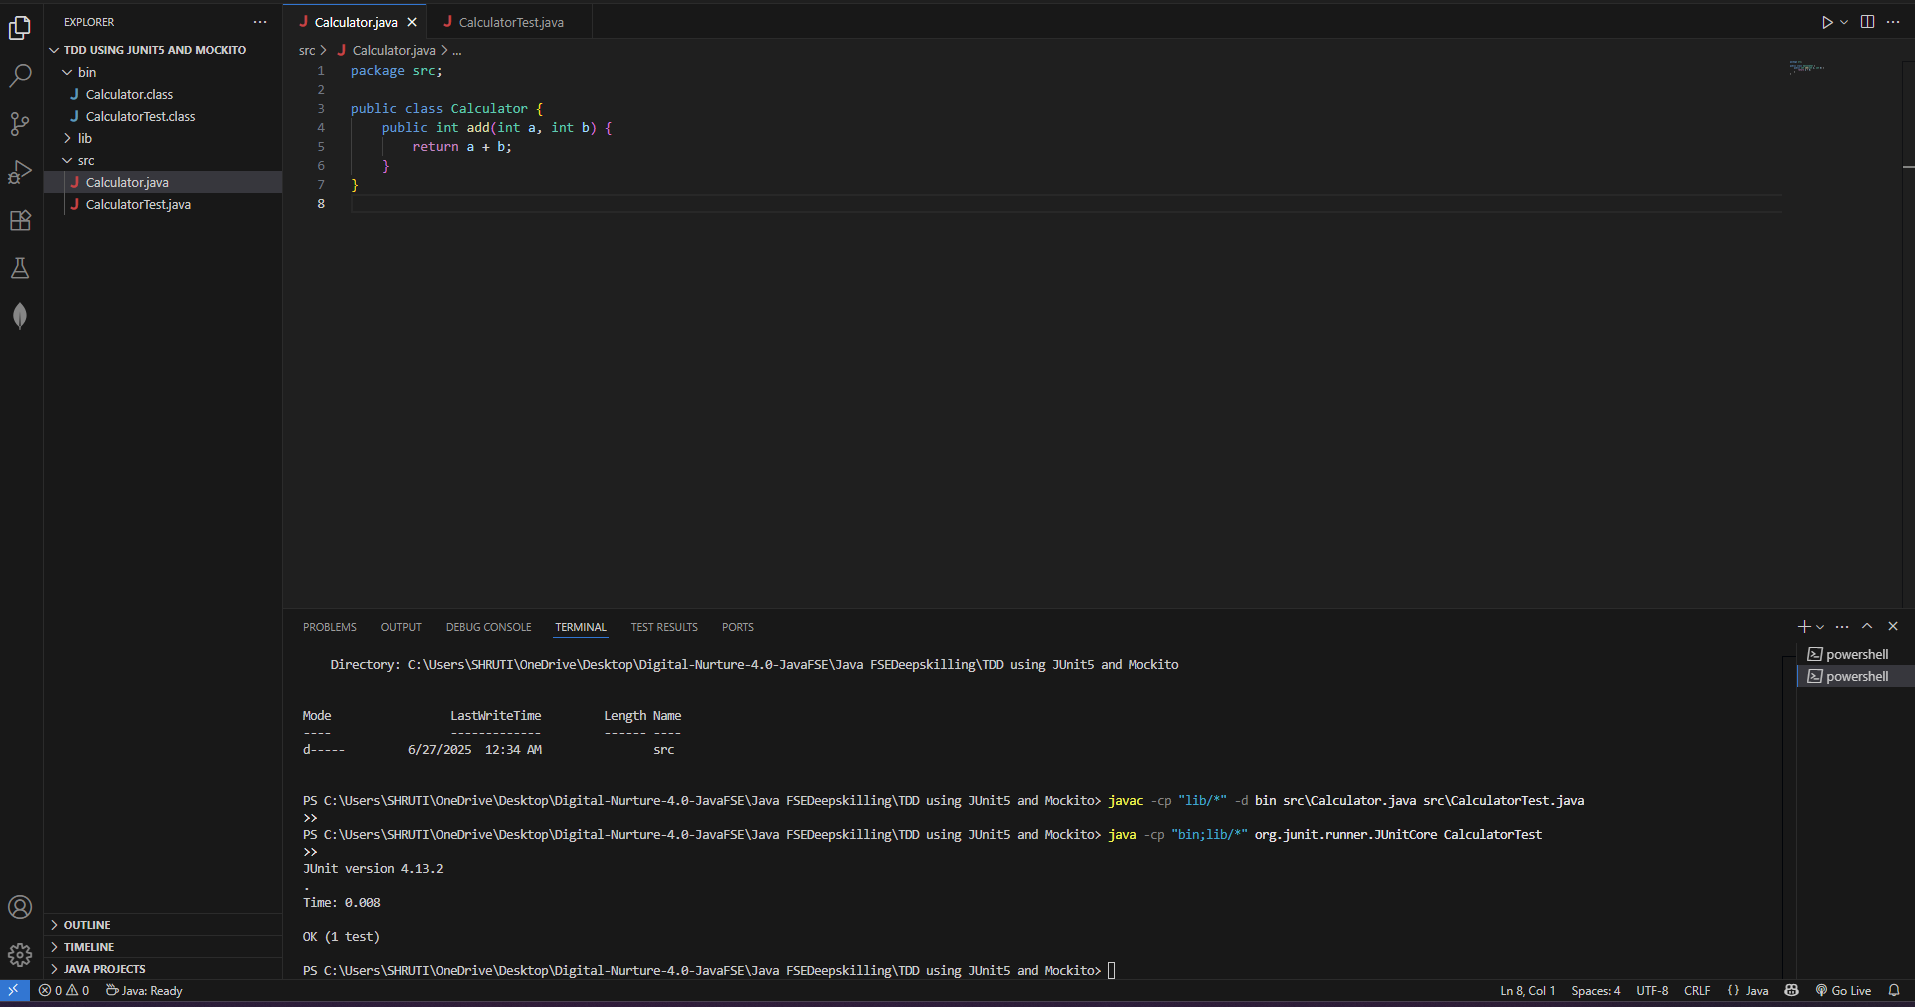 EXPLORER
TDD USING JUNIT5 AND MOCKITO
bin
Calculator.class
CalculatorTest.class
lib
src
Calculator.java
CalculatorTest.java
OUTLINE
TIMELINE
JAVA PROJECTS
Calculator.java CalculatorTest.java
src > Calculator.java > ...
1 package src;
2
3 public class Calculator {
4 public int add(int a, int b) {
5 return a + b;
6 }
7 }
8
PROBLEMS OUTPUT DEBUG CONSOLE TERMINAL TEST RESULTS PORTS
Directory: C:\Users\SHRUTI\OneDrive\Desktop\Digital-Nurture-4.0-JavaFSE\Java FSEDeepskilling\TDD using JUnit5 and Mockito
Mode LastWriteTime Length Name
---- ------------- ------ ----
d----- 6/27/2025 12:34 AM src
PS C:\Users\SHRUTI\OneDrive\Desktop\Digital-Nurture-4.0-JavaFSE\Java FSEDeepskilling\TDD using JUnit5 and Mockito> javac -cp "lib/*" -d bin src\Calculator.java src\CalculatorTest.java
>>
PS C:\Users\SHRUTI\OneDrive\Desktop\Digital-Nurture-4.0-JavaFSE\Java FSEDeepskilling\TDD using JUnit5 and Mockito> java -cp "bin;lib/*" org.junit.runner.JUnitCore CalculatorTest
>>
JUnit version 4.13.2
.
Time: 0.008
OK (1 test)
PS C:\Users\SHRUTI\OneDrive\Desktop\Digital-Nurture-4.0-JavaFSE\Java FSEDeepskilling\TDD using JUnit5 and Mockito>
powershell
powershell
0 0 Java: Ready Ln 8, Col 1 Spaces: 4 UTF-8 CRLF {} Java Go Live